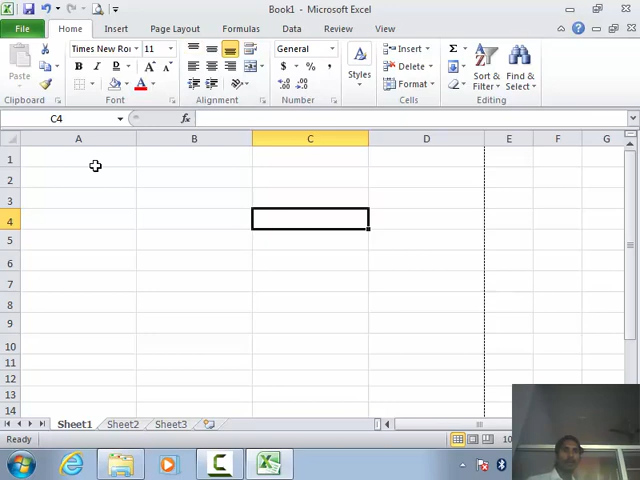 Book1 - Microsoft Excel
File Home Insert Page Layout Formulas Data Review View
Times New Ro 11 General Insert Σ
Paste B I U A A $ % , Styles Delete Sort & Filter Find & Select
A Format
Clipboard Font Alignment Number Cells Editing
C4 fx
A B C D E F G
1
2
3
4
5
6
7
8
9
10
11
12
13
14
Sheet1 Sheet2 Sheet3
Ready 10